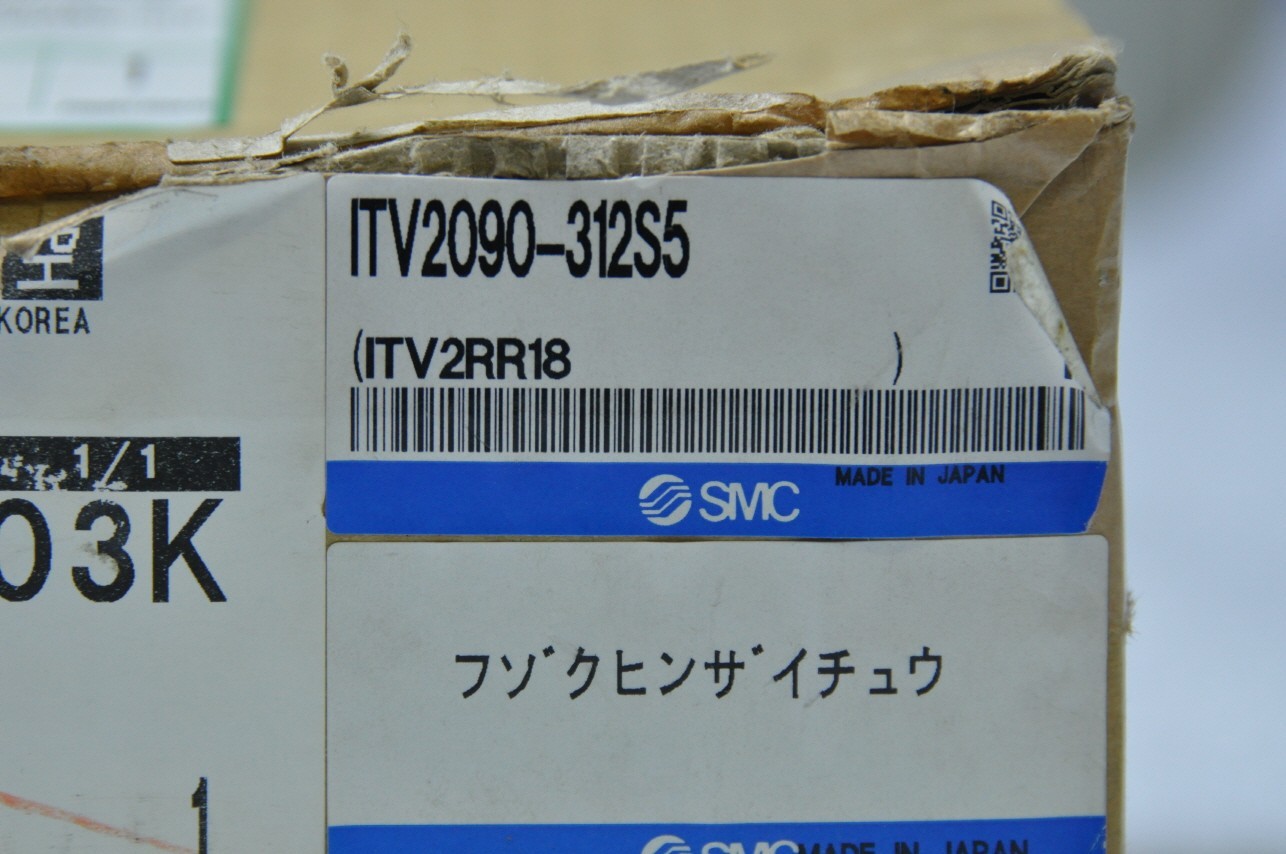 ITV2090-312S5
(ITV2RR18 )
KOREA
1/1
03K
SMC MADE IN JAPAN
フゾクヒンザイチュウ
1
SMC MADE IN JAPAN